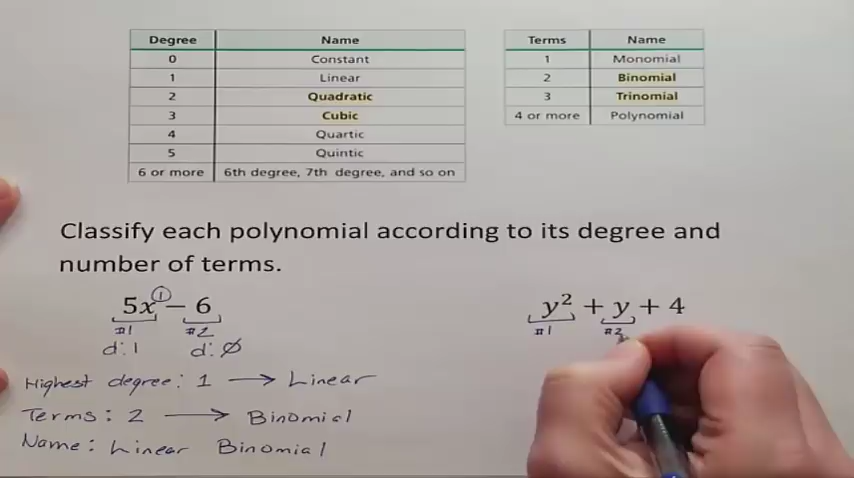 Degree Name
0 Constant
1 Linear
2 Quadratic
3 Cubic
4 Quartic
5 Quintic
6 or more 6th degree, 7th degree, and so on
Terms Name
1 Monomial
2 Binomial
3 Trinomial
4 or more Polynomial
Classify each polynomial according to its degree and
number of terms.
5x^① − 6
#1 #2
d: 1 d: ∅
Highest degree: 1 → Linear
Terms: 2 → Binomial
Name: Linear Binomial
y² + y + 4
#1 #2